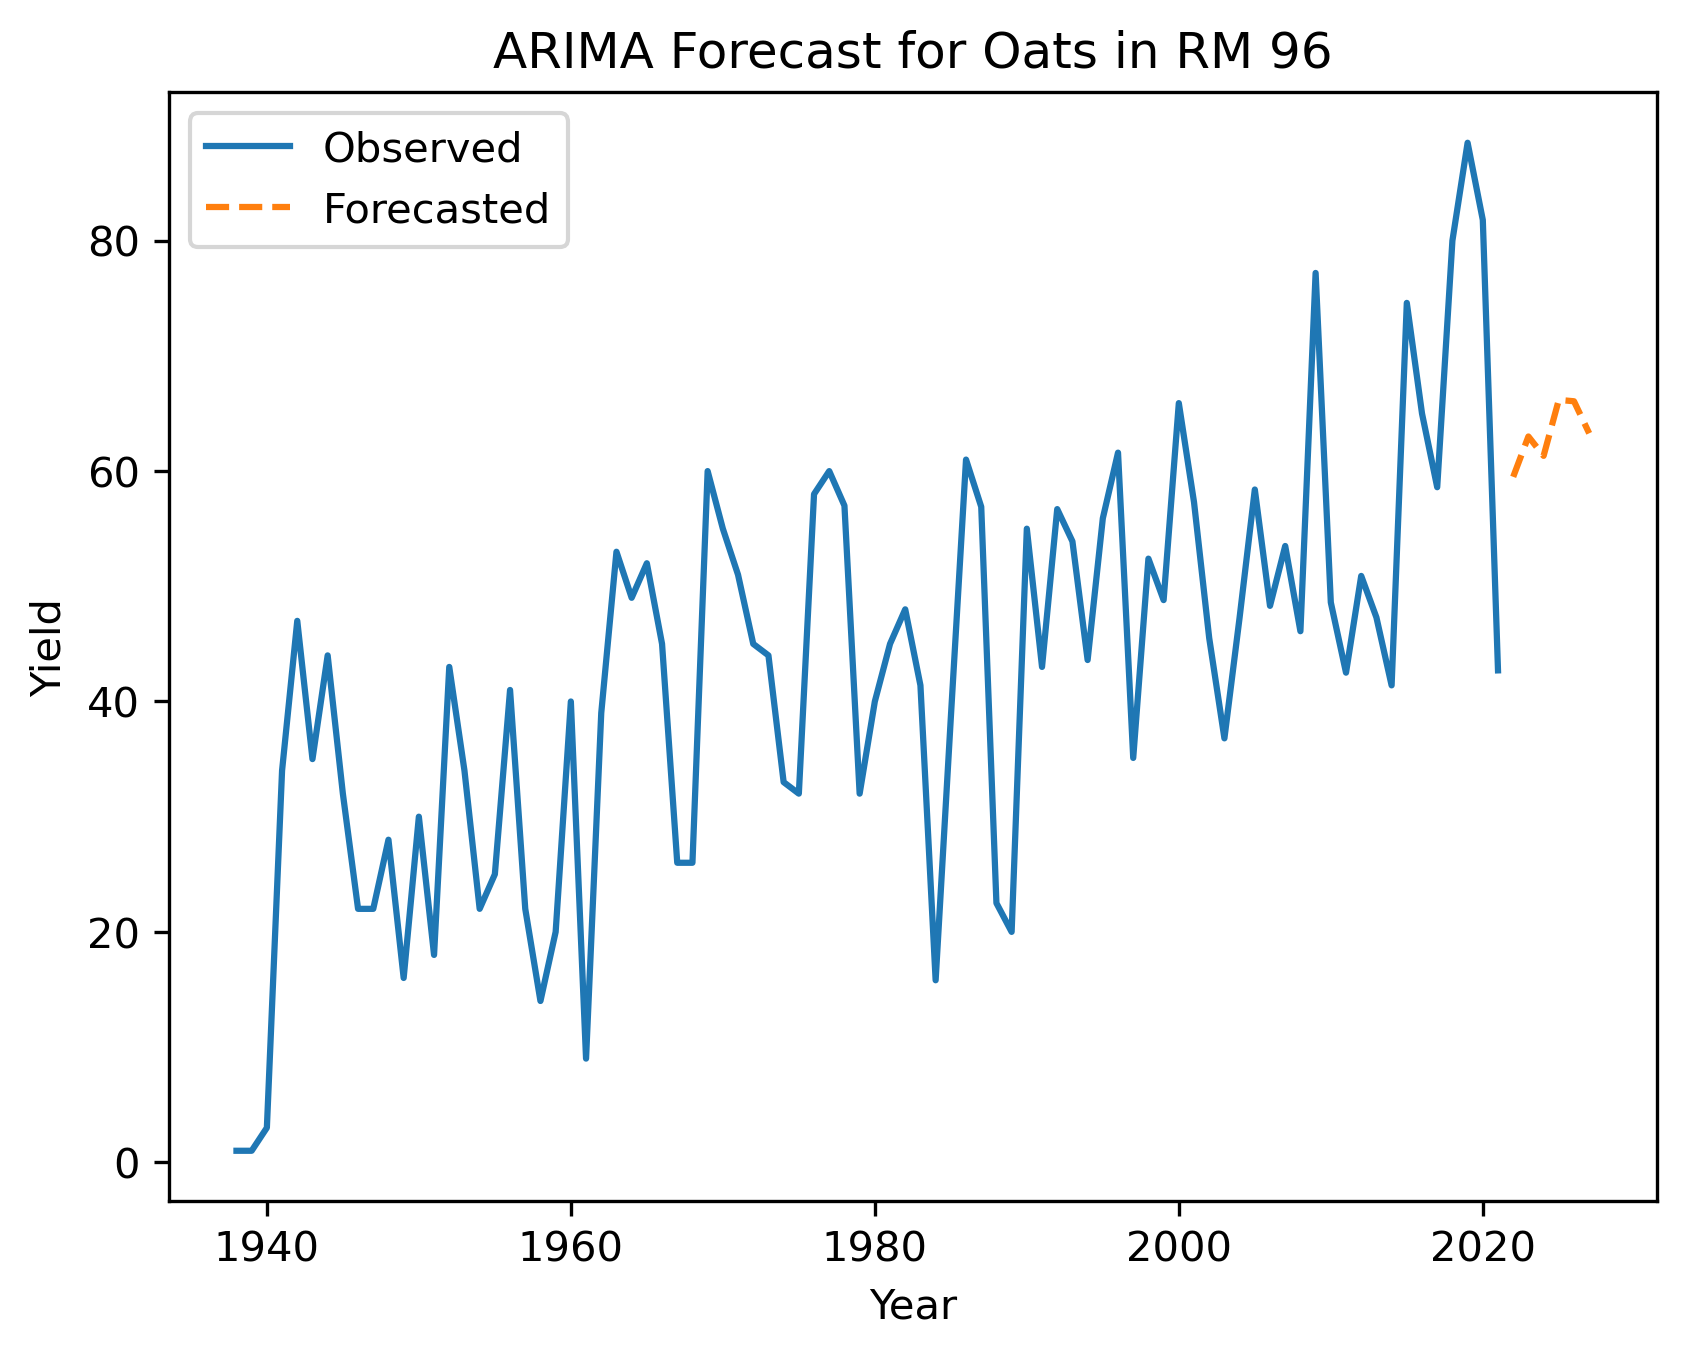 ARIMA Forecast for Oats in RM 96
Observed
Forecasted
80
60
40
20
0
Yield
1940 1960 1980 2000 2020
Year